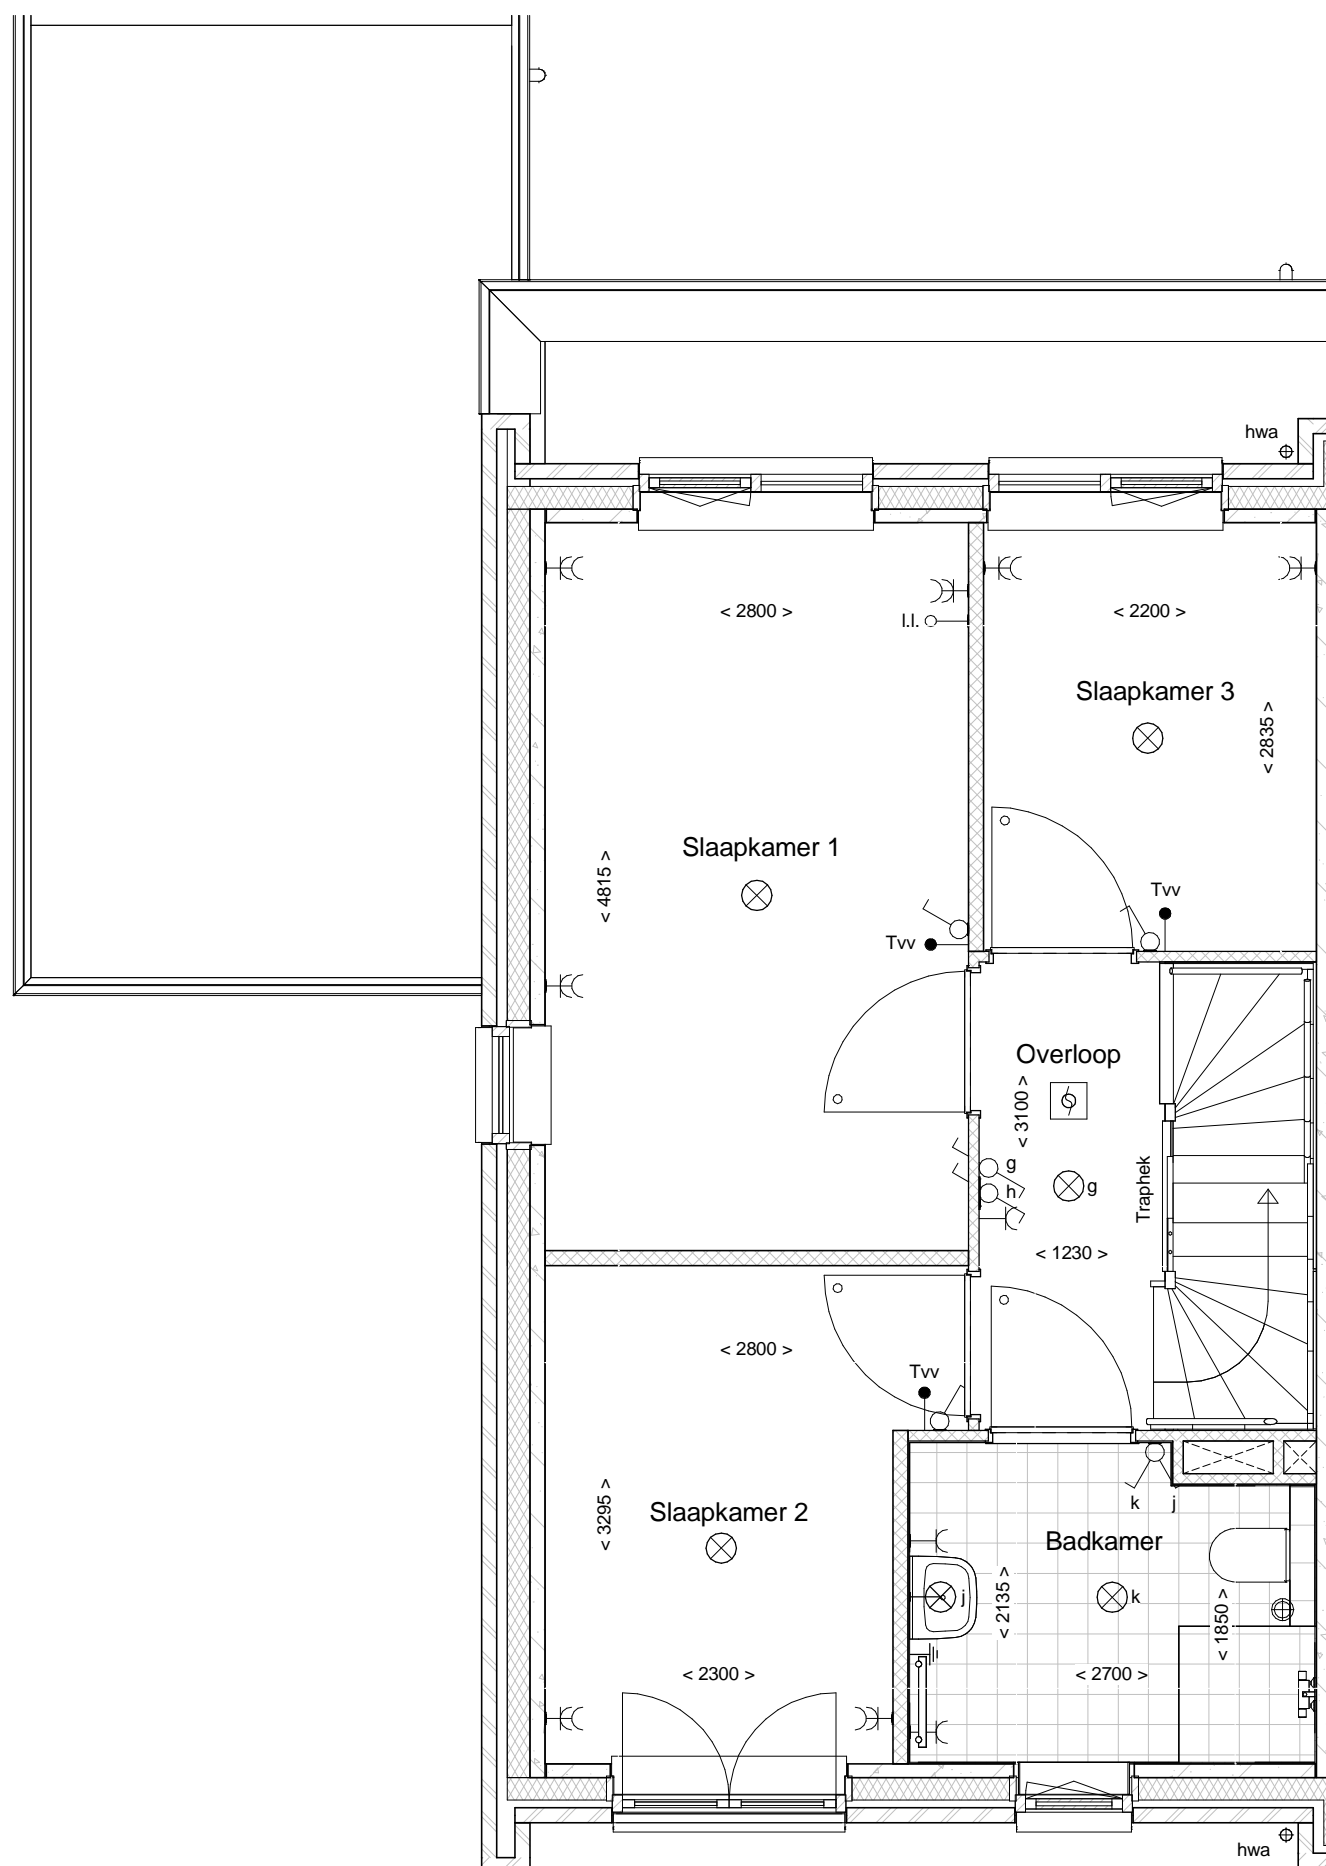 hwa
< 2800 >
l.l.
< 2200 >
Slaapkamer 3
< 2835 >
Slaapkamer 1
< 4815 >
Tvv
Tvv
Overloop
< 3100 >
g
h
g
Traphek
< 1230 >
< 2800 >
Tvv
< 3295 >
Slaapkamer 2
k
j
Badkamer
j
< 2135 >
k
< 1850 >
< 2300 >
< 2700 >
hwa